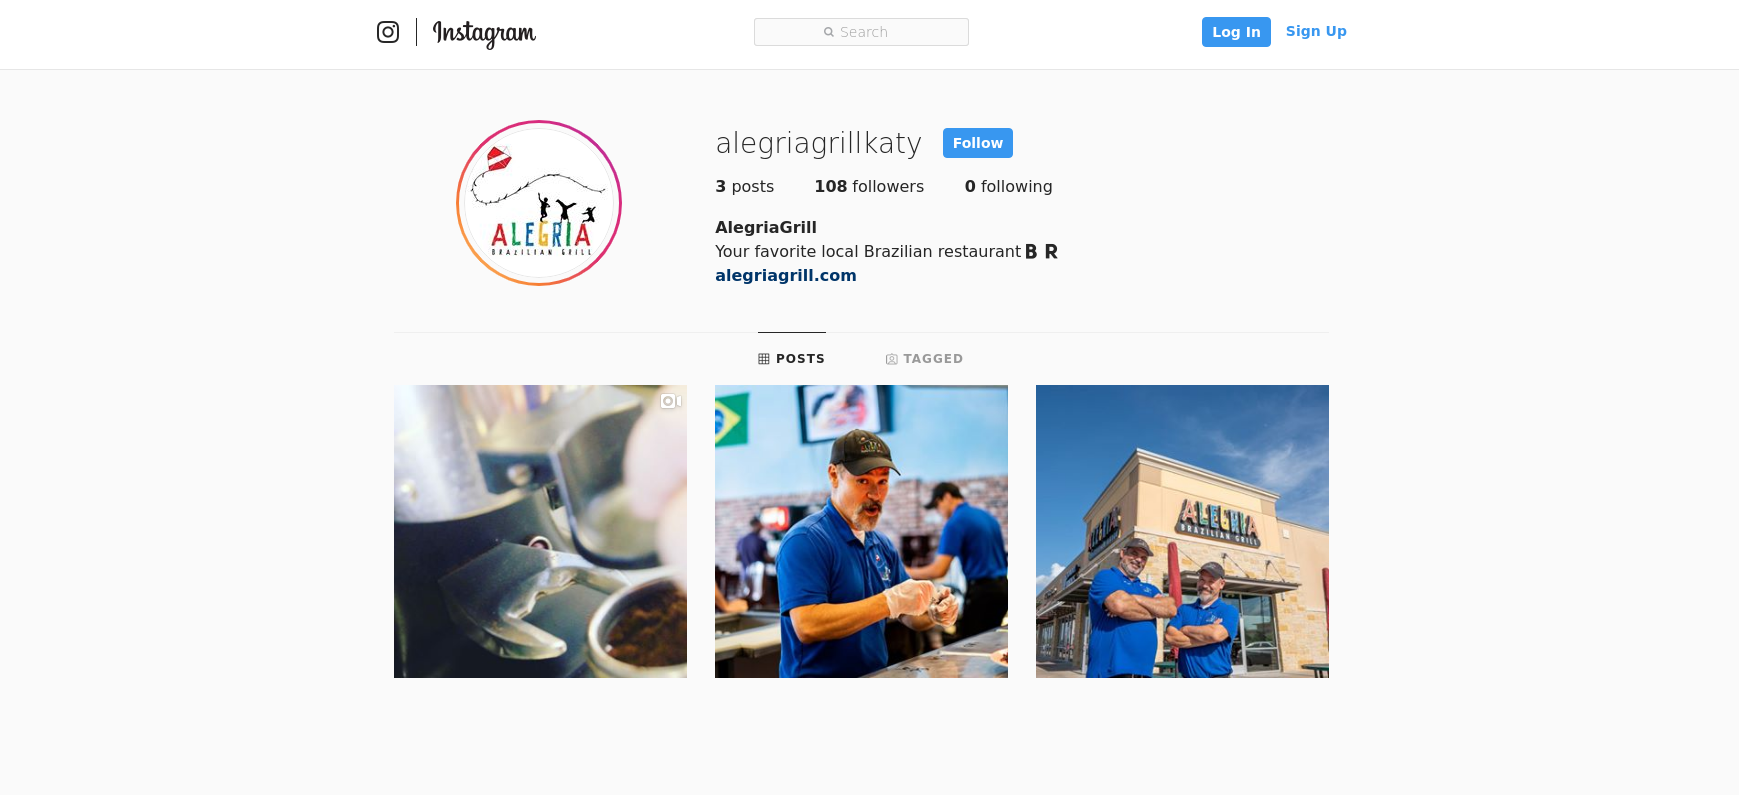 Instagram
Search
Log In
Sign Up
alegriagrillkaty
Follow
3 posts
108 followers
0 following
ALEGRIA
BRAZILIAN GRILL
AlegriaGrill
Your favorite local Brazilian restaurant B R
alegriagrill.com
POSTS
TAGGED
ALEGRIA
ALEGRIA
BRAZILIAN GRILL